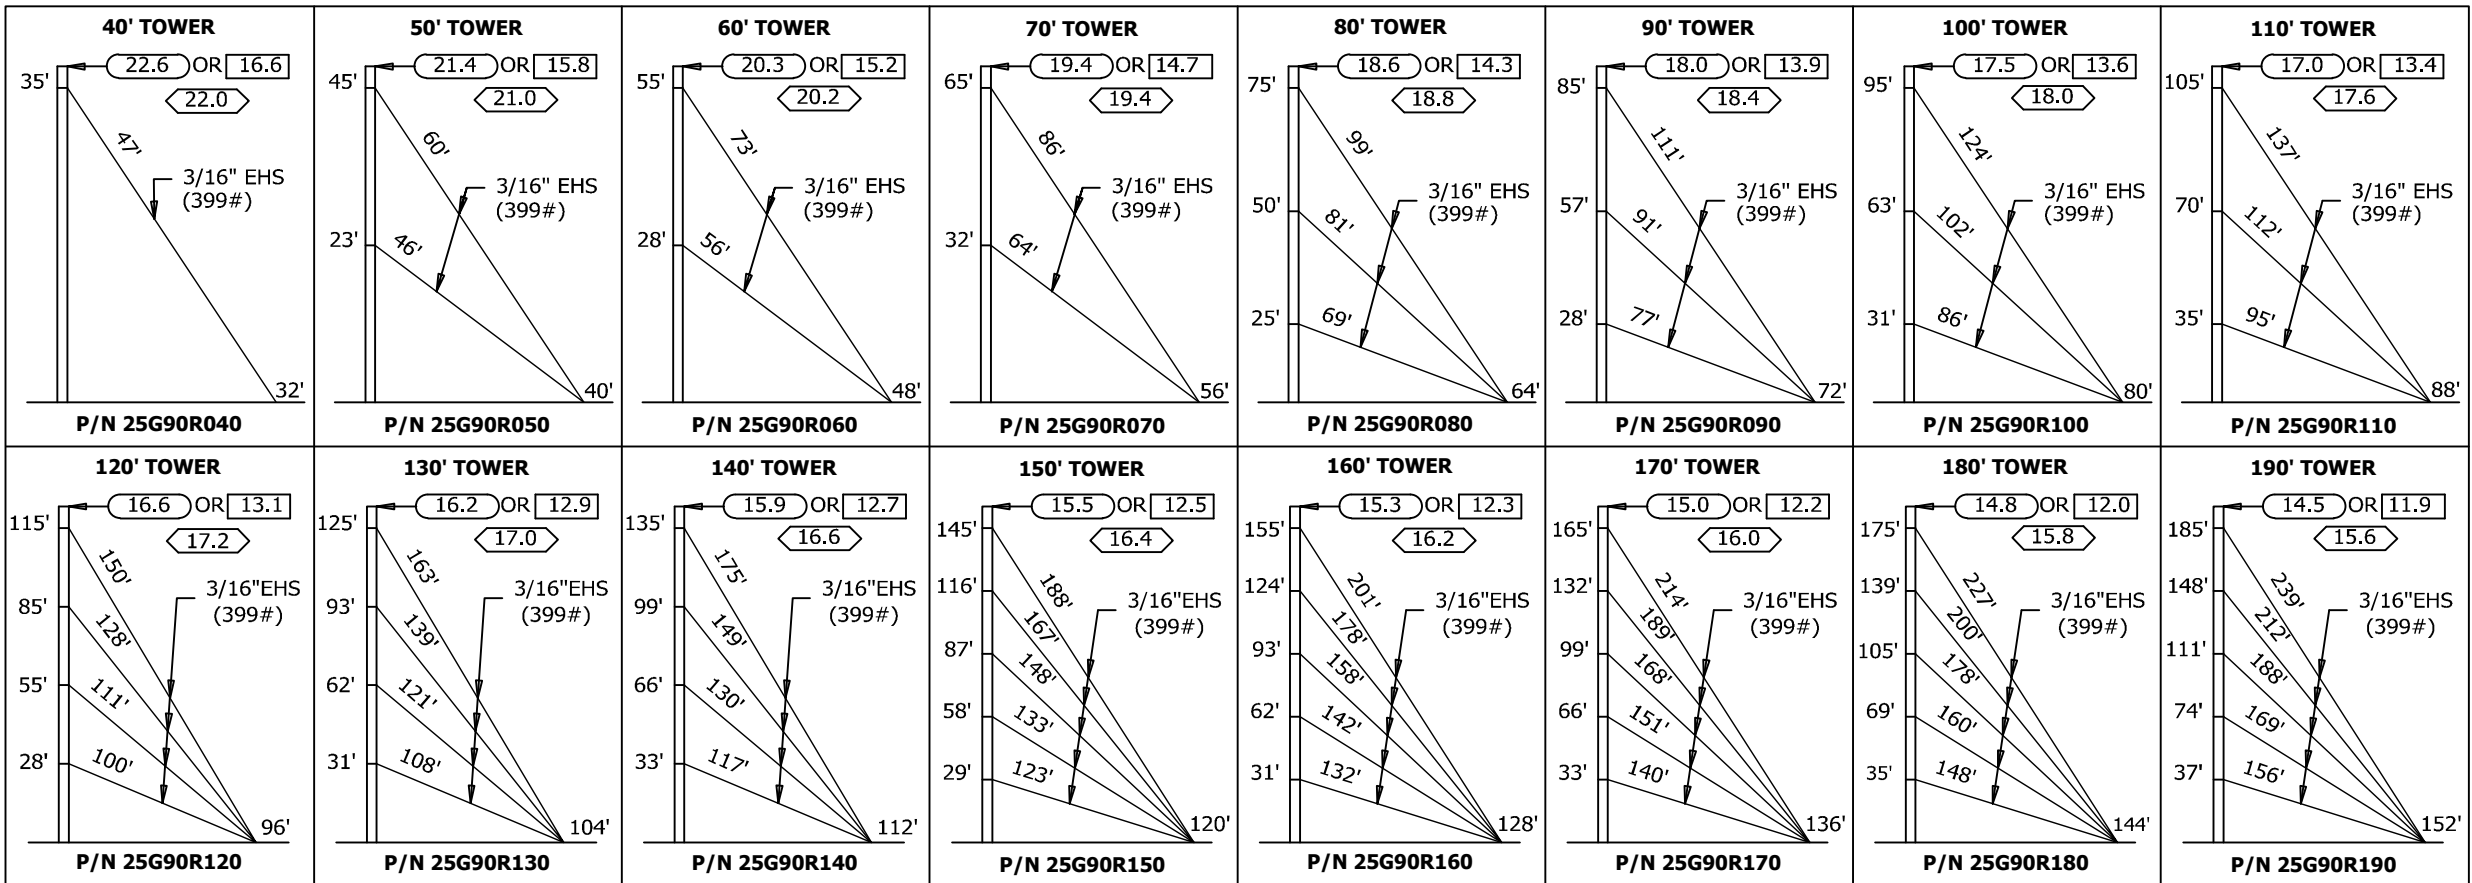 40' TOWER
22.6 OR 16.6
22.0
35'
47'
3/16" EHS
(399#)
32'
P/N 25G90R040
50' TOWER
21.4 OR 15.8
21.0
45'
60'
3/16" EHS
(399#)
23'
46'
40'
P/N 25G90R050
60' TOWER
20.3 OR 15.2
20.2
55'
73'
3/16" EHS
(399#)
28'
56'
48'
P/N 25G90R060
70' TOWER
19.4 OR 14.7
19.4
65'
86'
3/16" EHS
(399#)
32'
64'
56'
P/N 25G90R070
80' TOWER
18.6 OR 14.3
18.8
75'
99'
3/16" EHS
(399#)
50'
81'
25'
69'
64'
P/N 25G90R080
90' TOWER
18.0 OR 13.9
18.4
85'
111'
3/16" EHS
(399#)
57'
91'
28'
77'
72'
P/N 25G90R090
100' TOWER
17.5 OR 13.6
18.0
95'
124'
3/16" EHS
(399#)
63'
102'
31'
86'
80'
P/N 25G90R100
110' TOWER
17.0 OR 13.4
17.6
105'
137'
3/16" EHS
(399#)
70'
112'
35'
95'
88'
P/N 25G90R110
120' TOWER
16.6 OR 13.1
17.2
115'
150'
3/16"EHS
(399#)
85'
128'
55'
111'
28'
100'
96'
P/N 25G90R120
130' TOWER
16.2 OR 12.9
17.0
125'
163'
3/16"EHS
(399#)
93'
139'
62'
121'
31'
108'
104'
P/N 25G90R130
140' TOWER
15.9 OR 12.7
16.6
135'
175'
3/16"EHS
(399#)
99'
149'
66'
130'
33'
117'
112'
P/N 25G90R140
150' TOWER
15.5 OR 12.5
16.4
145'
188'
116'
3/16"EHS
(399#)
167'
87'
148'
58'
133'
29'
123'
120'
P/N 25G90R150
160' TOWER
15.3 OR 12.3
16.2
155'
201'
124'
3/16"EHS
(399#)
178'
93'
158'
62'
142'
31'
132'
128'
P/N 25G90R160
170' TOWER
15.0 OR 12.2
16.0
165'
214'
132'
3/16"EHS
(399#)
189'
99'
168'
66'
151'
33'
140'
136'
P/N 25G90R170
180' TOWER
14.8 OR 12.0
15.8
175'
227'
139'
3/16"EHS
(399#)
200'
105'
178'
69'
160'
35'
148'
144'
P/N 25G90R180
190' TOWER
14.5 OR 11.9
15.6
185'
239'
148'
3/16"EHS
(399#)
212'
111'
188'
74'
169'
37'
156'
152'
P/N 25G90R190